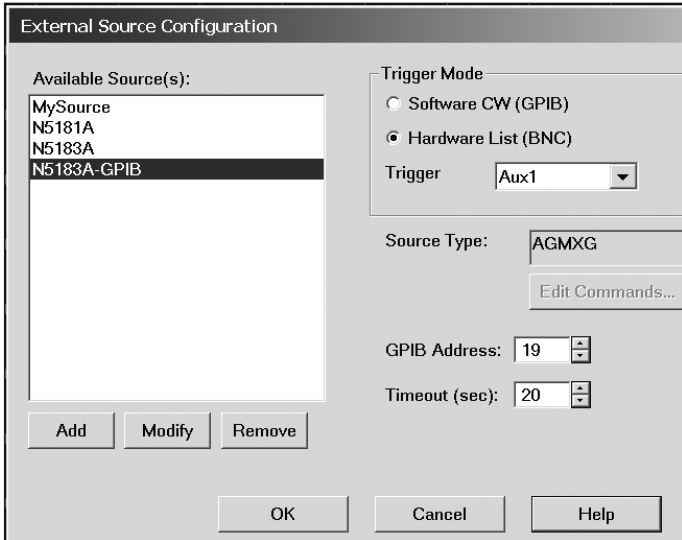 External Source Configuration
Available Source(s):
MySource
N5181A
N5183A
N5183A-GPIB
Add
Modify
Remove
Trigger Mode
Software CW (GPIB)
Hardware List (BNC)
Trigger
Aux1
Source Type:
AGMXG
Edit Commands...
GPIB Address:
19
Timeout (sec):
20
OK
Cancel
Help